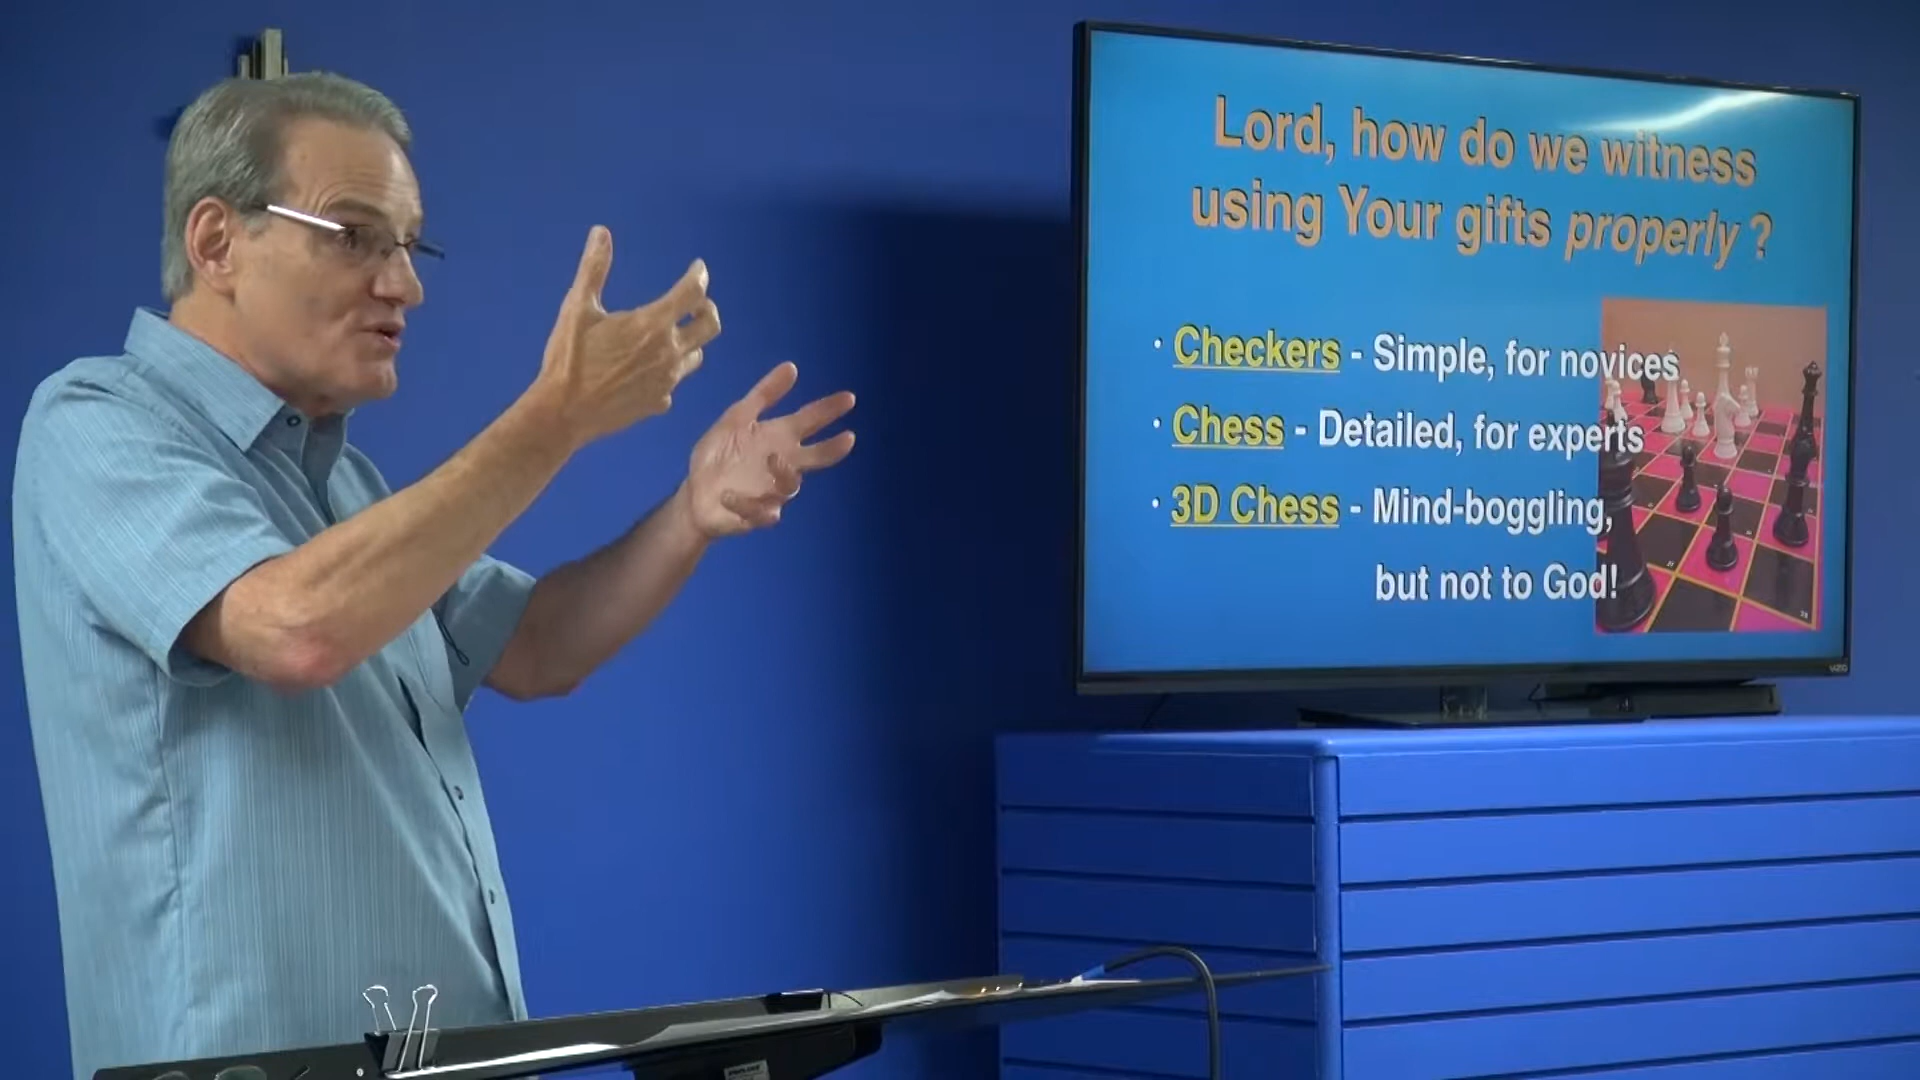 Lord, how do we witness
using Your gifts properly ?
· Checkers - Simple, for novices
· Chess - Detailed, for experts
· 3D Chess - Mind-boggling,
but not to God!
VIZIO